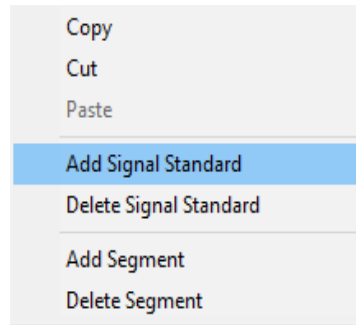 Copy
Cut
Paste
Add Signal Standard
Delete Signal Standard
Add Segment
Delete Segment